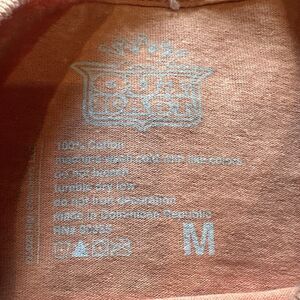 OUTKAST
100% Cotton
machine wash cold with like colors
do not bleach
tumble dry low
do not iron decoration
made in Dominican Republic
M